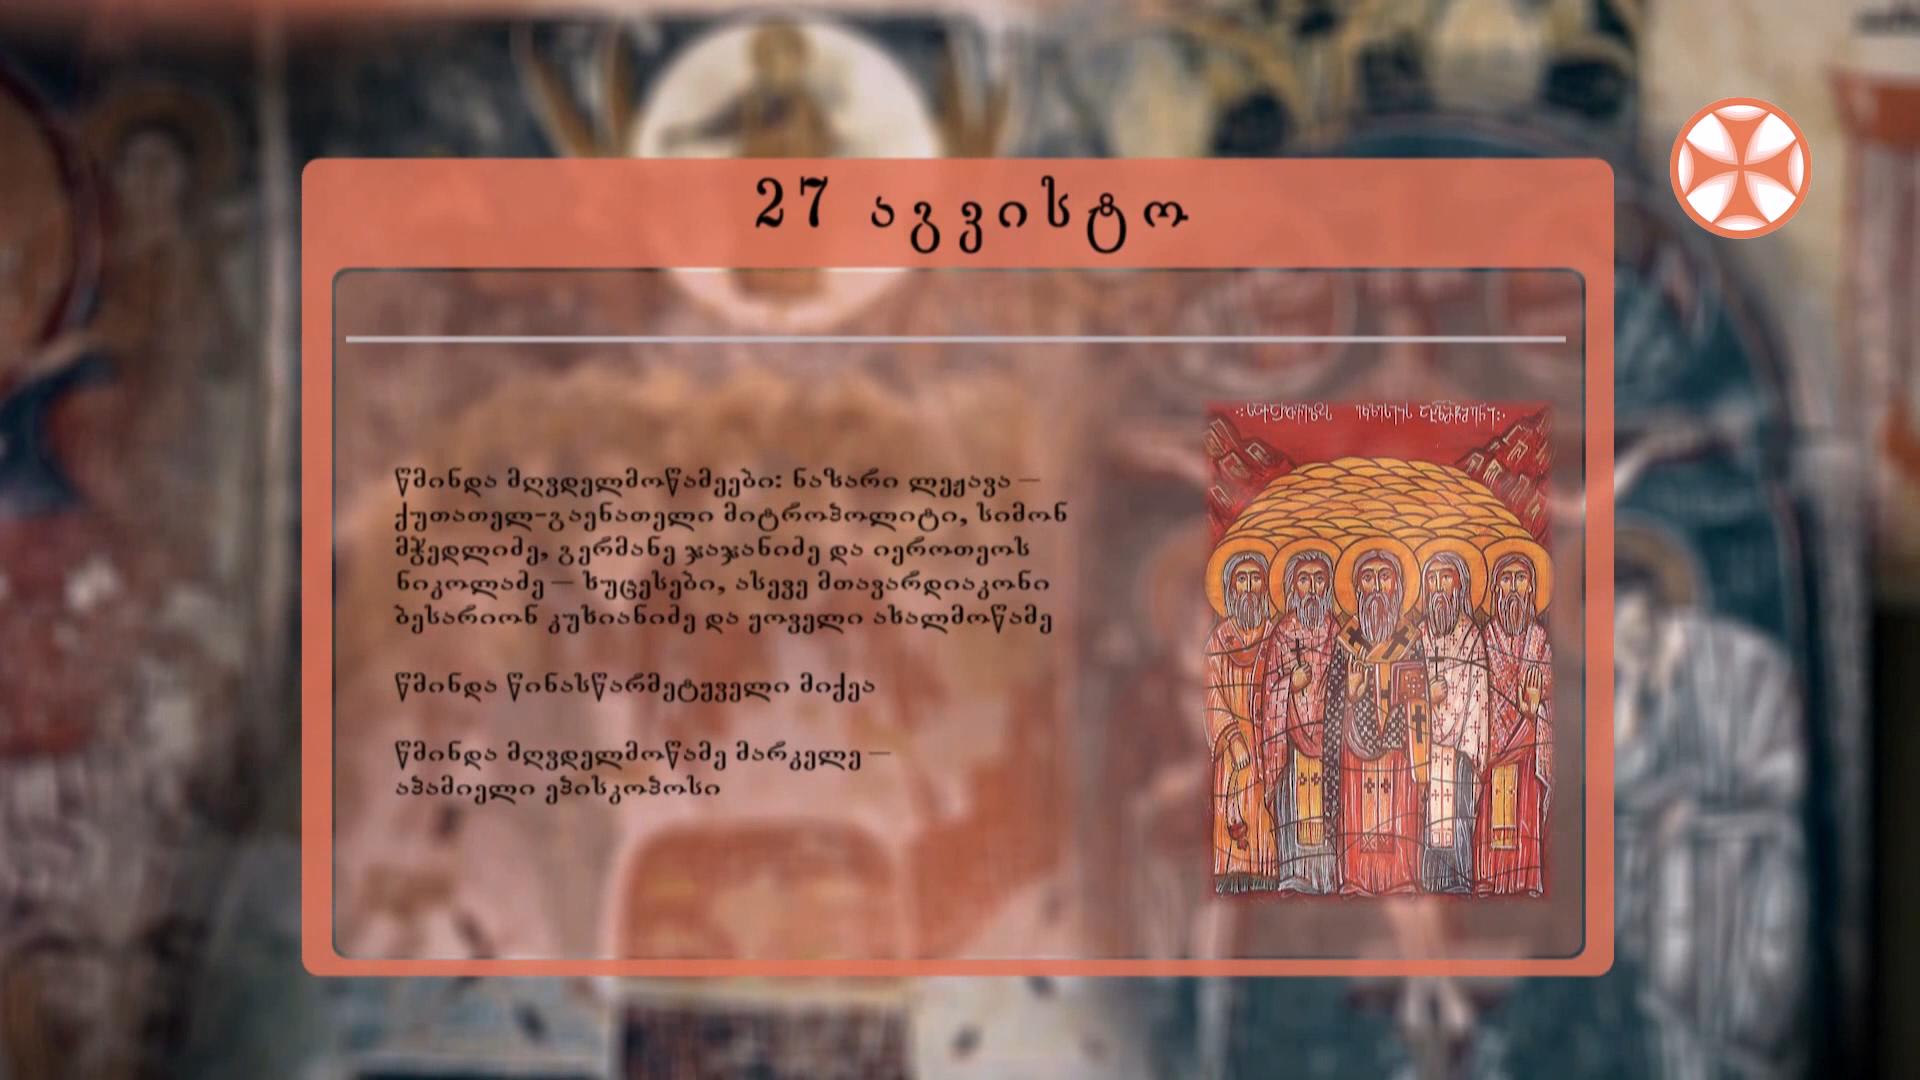 27 აგვისტო
წმინდა მღვდელმოწამეები: ნაზარი ლეჟავა —
ქუთათელ-გაენათელი მიტროპოლიტი, სიმონ
მჭედლიძე, გერმანე ჯაჯანიძე და იეროთეოს
ნიკოლაძე — ხუცესები, ასევე მთავარდიაკონი
ბესარიონ კუხიანიძე და ყოველი ახალმოწამე
წმინდა წინასწარმეტყველი მიქეა
წმინდა მღვდელმოწამე მარკელე —
აპამიელი ეპისკოპოსი